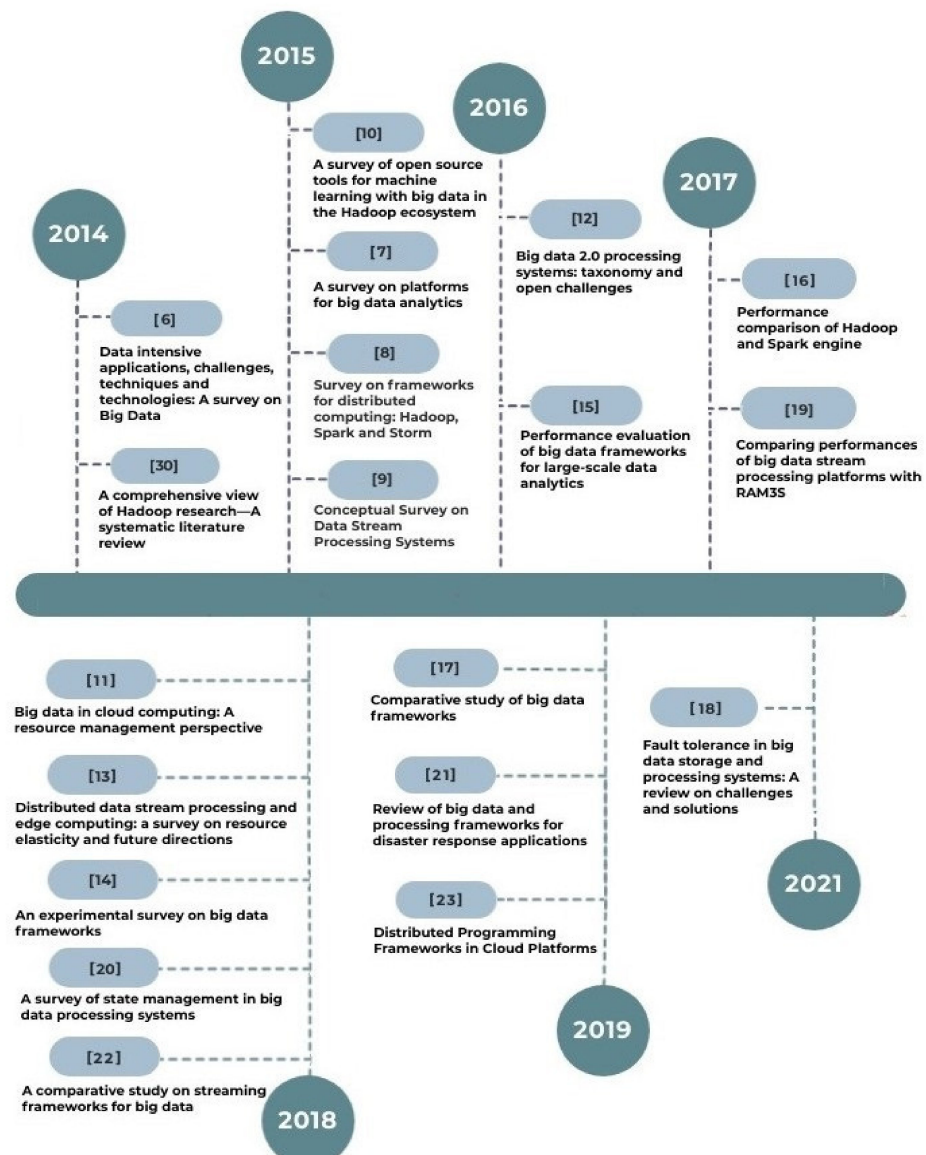 2014
[6]
Data intensive
applications, challenges,
techniques and
technologies: A survey on
Big Data
[30]
A comprehensive view
of Hadoop research—A
systematic literature
review
2015
[10]
A survey of open source
tools for machine
learning with big data in
the Hadoop ecosystem
[7]
A survey on platforms
for big data analytics
[8]
Survey on frameworks
for distributed
computing: Hadoop,
Spark and Storm
[9]
Conceptual Survey on
Data Stream
Processing Systems
2016
[12]
Big data 2.0 processing
systems: taxonomy and
open challenges
[15]
Performance evaluation
of big data frameworks
for large-scale data
analytics
2017
[16]
Performance
comparison of Hadoop
and Spark engine
[19]
Comparing performances
of big data stream
processing platforms with
RAM3S
[11]
Big data in cloud computing: A
resource management perspective
[13]
Distributed data stream processing and
edge computing: a survey on resource
elasticity and future directions
[14]
An experimental survey on big data
frameworks
[20]
A survey of state management in big
data processing systems
[22]
A comparative study on streaming
frameworks for big data
2018
[17]
Comparative study of big data
frameworks
[21]
Review of big data and
processing frameworks for
disaster response applications
[23]
Distributed Programming
Frameworks in Cloud Platforms
2019
[18]
Fault tolerance in big
data storage and
processing systems: A
review on challenges
and solutions
2021